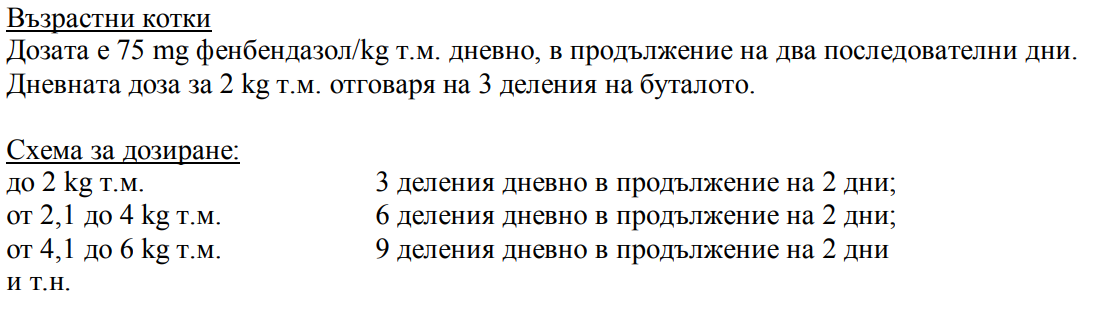 Възрастни котки
Дозата е 75 mg фенбендазол/kg т.м. дневно, в продължение на два последователни дни.
Дневната доза за 2 kg т.м. отговаря на 3 деления на буталото.
Схема за дозиране:
до 2 kg т.м. 3 деления дневно в продължение на 2 дни;
от 2,1 до 4 kg т.м. 6 деления дневно в продължение на 2 дни;
от 4,1 до 6 kg т.м. 9 деления дневно в продължение на 2 дни
и т.н.